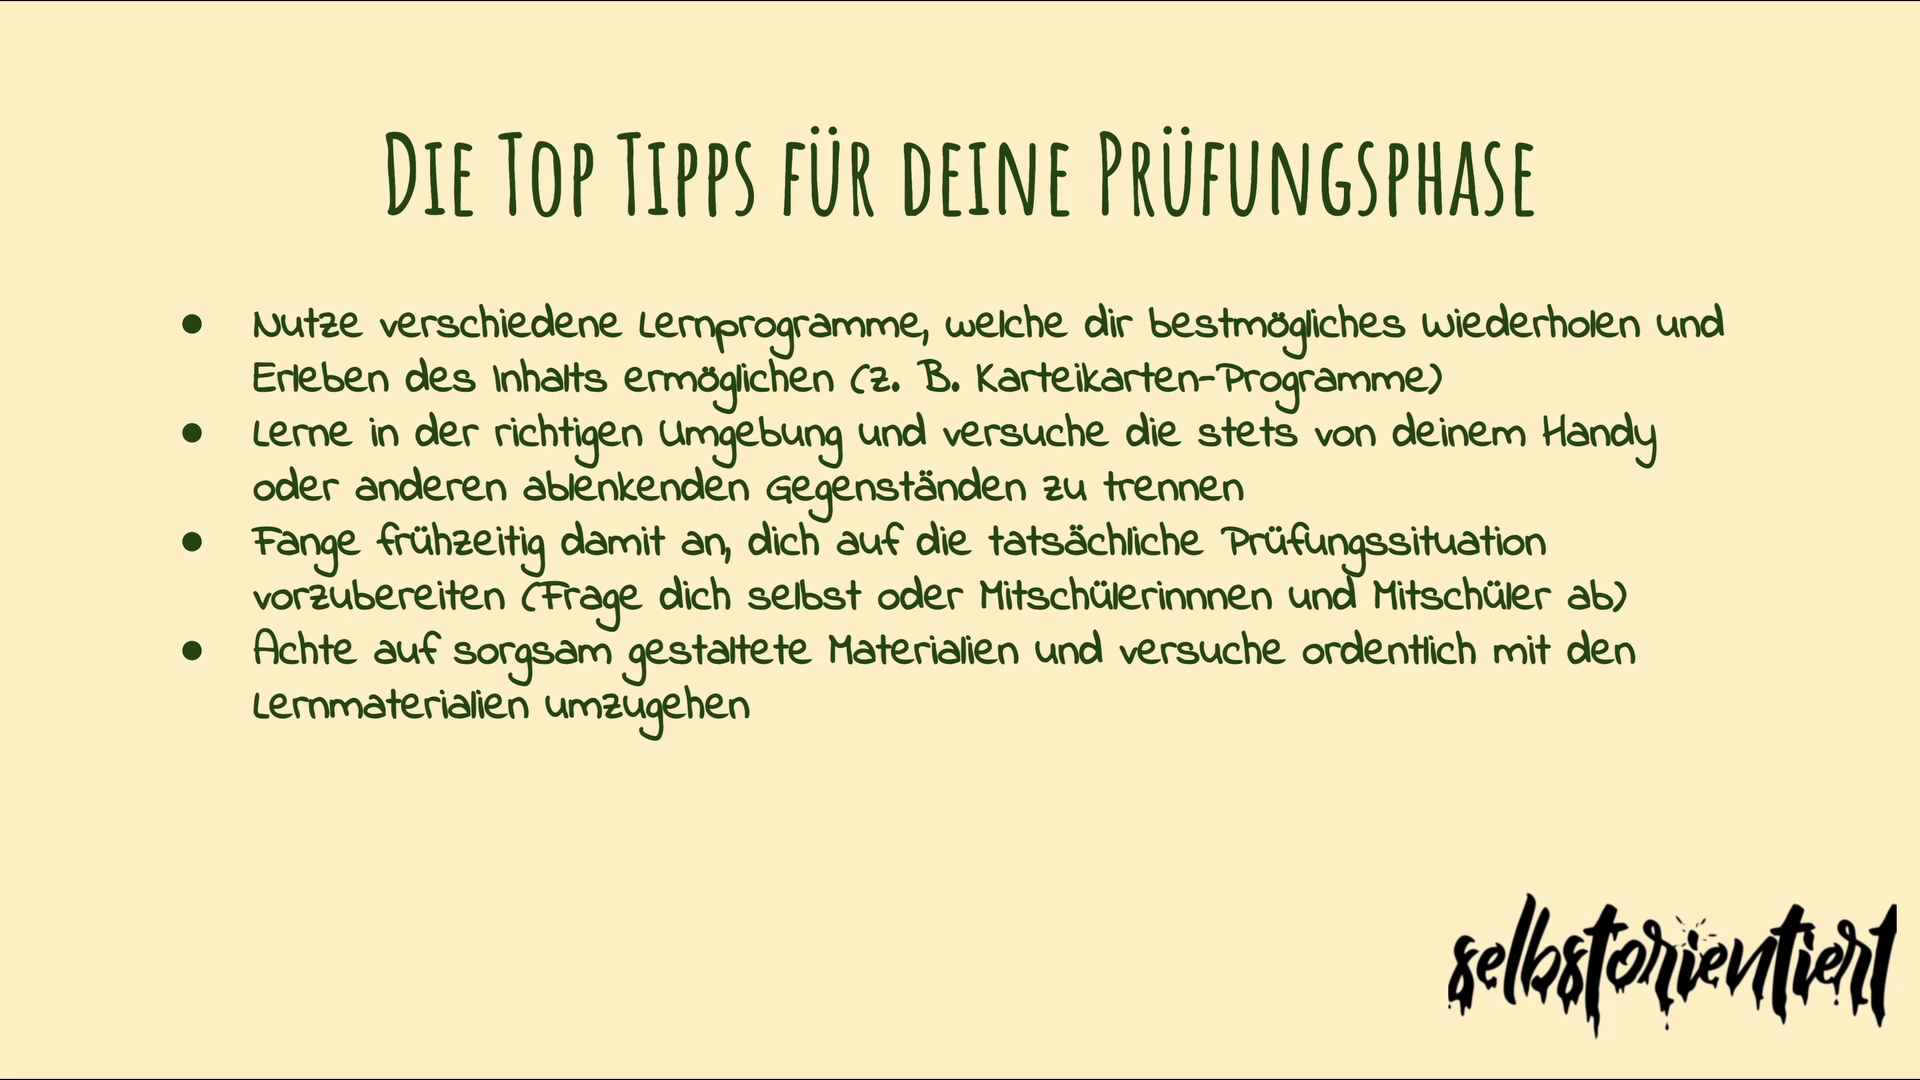 Die Top Tipps für deine Prüfungsphase
● Nutze verschiedene Lernprogramme, welche dir bestmögliches Wiederholen und
Erleben des Inhalts ermöglichen (z. B. Karteikarten-Programme)
● Lerne in der richtigen Umgebung und versuche die stets von deinem Handy
oder anderen ablenkenden Gegenständen zu trennen
● Fange frühzeitig damit an, dich auf die tatsächliche Prüfungssituation
vorzubereiten (Frage dich selbst oder Mitschülerinnnen und Mitschüler ab)
● Achte auf sorgsam gestaltete Materialien und versuche ordentlich mit den
Lernmaterialien umzugehen
selbstorientiert